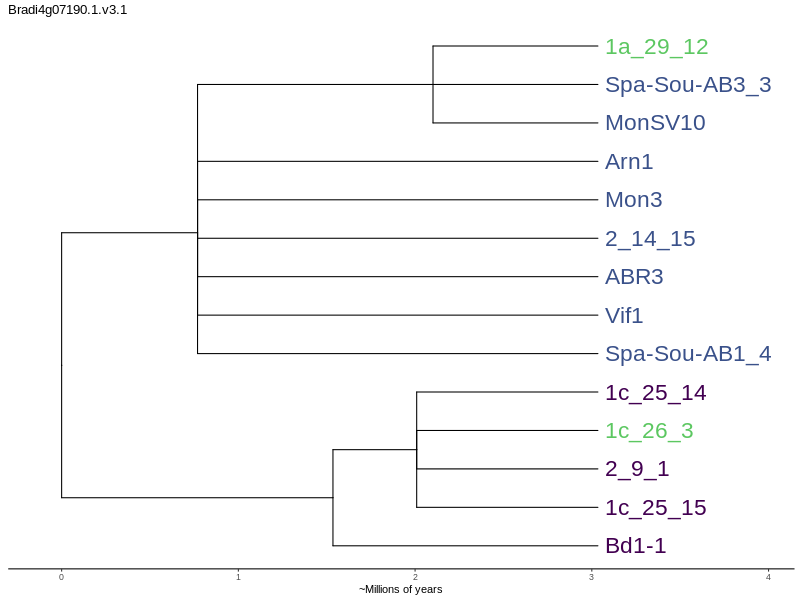 Bradi4g07190.1.v3.1
1a_29_12
Spa-Sou-AB3_3
MonSV10
Arn1
Mon3
2_14_15
ABR3
Vif1
Spa-Sou-AB1_4
1c_25_14
1c_26_3
2_9_1
1c_25_15
Bd1-1
0 1 2 3 4
~Millions of years